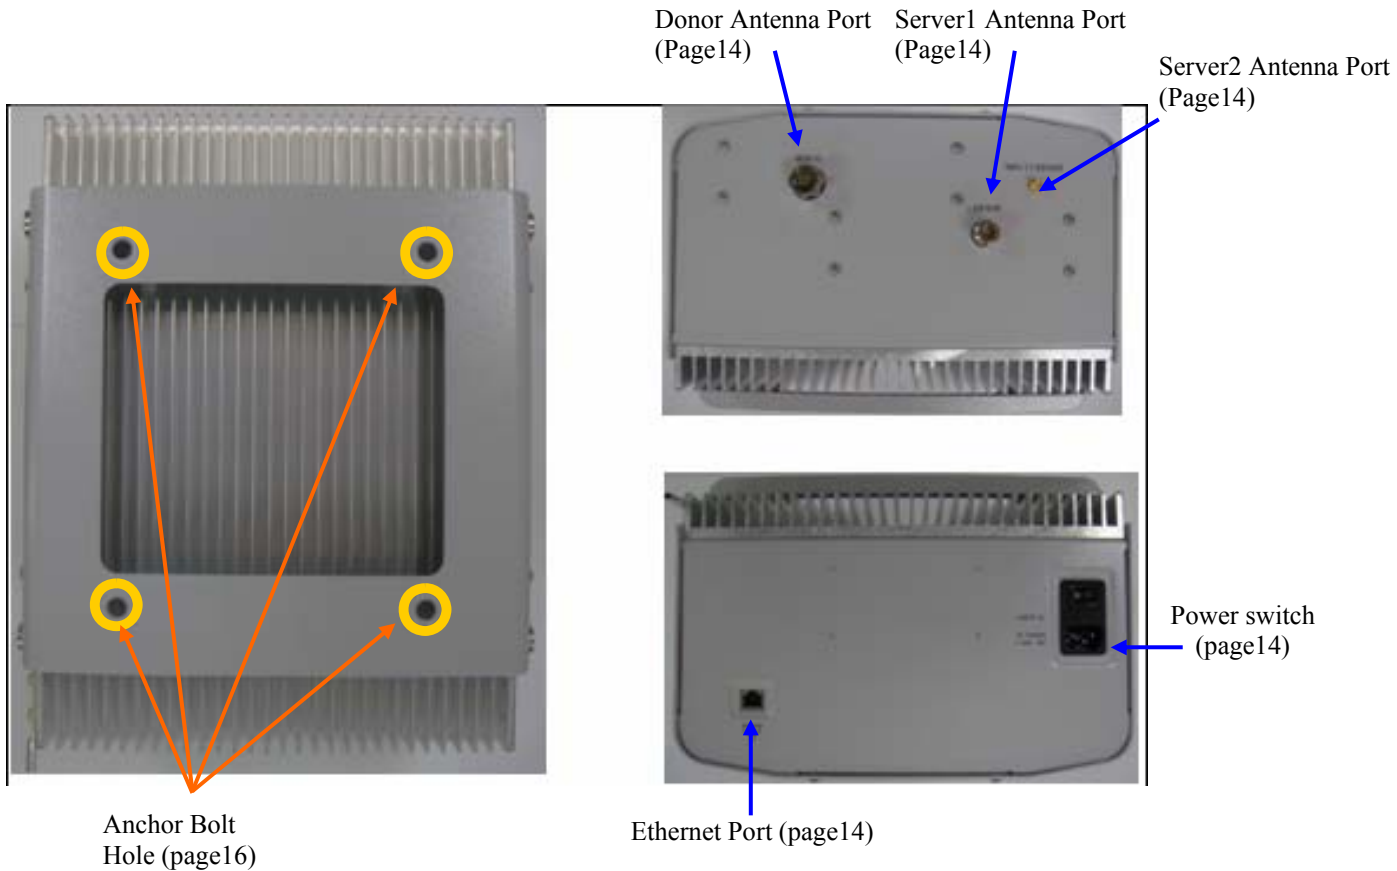 Donor Antenna Port
(Page14)
Server1 Antenna Port
(Page14)
Server2 Antenna Port
(Page14)
Power switch
(page14)
Ethernet Port (page14)
Anchor Bolt
Hole (page16)